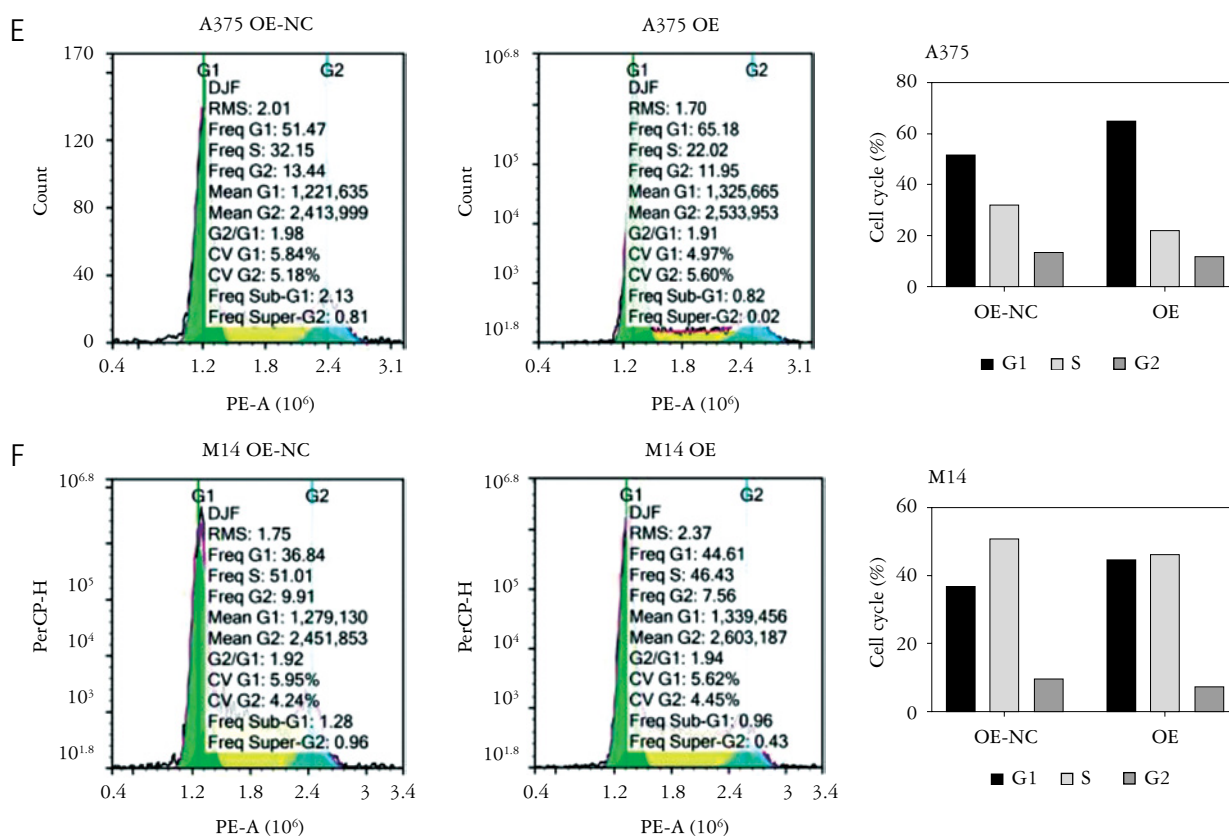 E
A375 OE-NC
170
120
80
40
0
Count
G1
G2
DJF
RMS: 2.01
Freq G1: 51.47
Freq S: 32.15
Freq G2: 13.44
Mean G1: 1,221,635
Mean G2: 2,413,999
G2/G1: 1.98
CV G1: 5.84%
CV G2: 5.18%
Freq Sub-G1: 2.13
Freq Super-G2: 0.81
0.4 1.2 1.8 2.4 3.1
PE-A (10⁶)
A375 OE
10⁶·⁸
10⁵
10⁴
10³
10¹·⁸
Count
G1
G2
DJF
RMS: 1.70
Freq G1: 65.18
Freq S: 22.02
Freq G2: 11.95
Mean G1: 1,325,665
Mean G2: 2,533,953
G2/G1: 1.91
CV G1: 4.97%
CV G2: 5.60%
Freq Sub-G1: 0.82
Freq Super-G2: 0.02
0.4 1.2 1.8 2.4 3.1
PE-A (10⁶)
A375
80
60
40
20
0
Cell cycle (%)
OE-NC OE
G1 S G2
F
M14 OE-NC
10⁶·⁸
10⁵
10⁴
10³
10¹·⁸
PerCP-H
G1
G2
DJF
RMS: 1.75
Freq G1: 36.84
Freq S: 51.01
Freq G2: 9.91
Mean G1: 1,279,130
Mean G2: 2,451,853
G2/G1: 1.92
CV G1: 5.95%
CV G2: 4.24%
Freq Sub-G1: 1.28
Freq Super-G2: 0.96
0.4 1.2 1.8 2.4 3 3.4
PE-A (10⁶)
M14 OE
10⁶·⁸
10⁵
10⁴
10³
10¹·⁸
PerCP-H
G1
G2
DJF
RMS: 2.37
Freq G1: 44.61
Freq S: 46.43
Freq G2: 7.56
Mean G1: 1,339,456
Mean G2: 2,603,187
G2/G1: 1.94
CV G1: 5.62%
CV G2: 4.45%
Freq Sub-G1: 0.96
Freq Super-G2: 0.43
0.4 1.2 1.8 2.4 3 3.4
PE-A (10⁶)
M14
60
40
20
0
Cell cycle (%)
OE-NC OE
G1 S G2